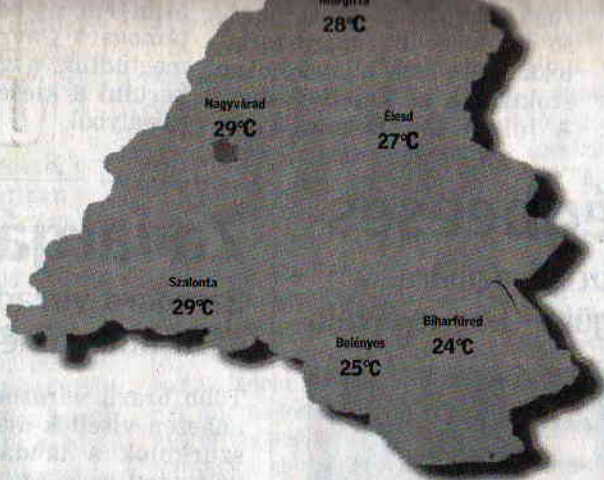 28°C
Nagyvárad
29°C
Élesd
27°C
Szalonta
29°C
Biharfüred
24°C
Belényes
25°C